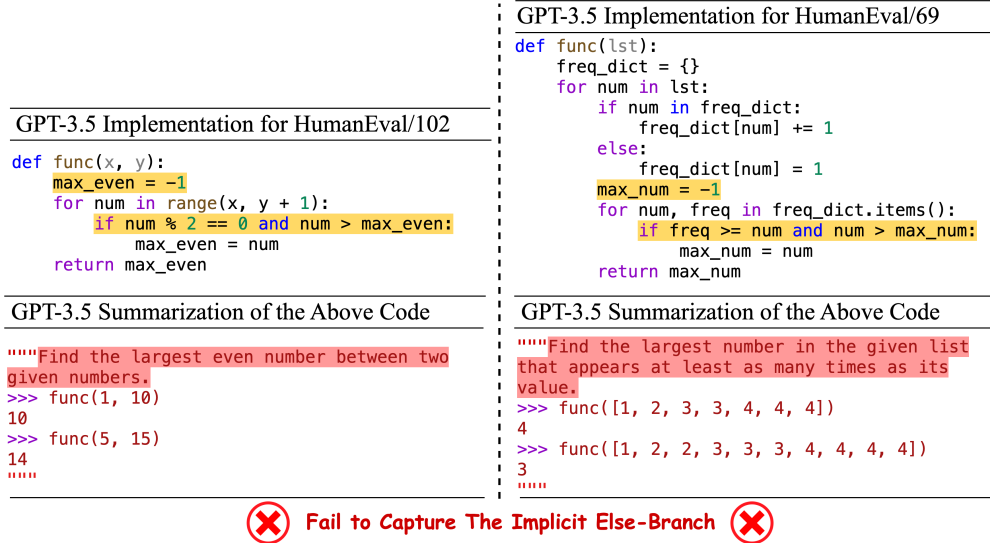 GPT-3.5 Implementation for HumanEval/102
def func(x, y):
    max_even = -1
    for num in range(x, y + 1):
        if num % 2 == 0 and num > max_even:
            max_even = num
    return max_even
GPT-3.5 Summarization of the Above Code
"""Find the largest even number between two
given numbers.
>>> func(1, 10)
10
>>> func(5, 15)
14
"""
GPT-3.5 Implementation for HumanEval/69
def func(lst):
    freq_dict = {}
    for num in lst:
        if num in freq_dict:
            freq_dict[num] += 1
        else:
            freq_dict[num] = 1
        max_num = -1
        for num, freq in freq_dict.items():
            if freq >= num and num > max_num:
                max_num = num
        return max_num
GPT-3.5 Summarization of the Above Code
"""Find the largest number in the given list
that appears at least as many times as its
value.
>>> func([1, 2, 3, 3, 4, 4, 4])
4
>>> func([1, 2, 2, 3, 3, 3, 4, 4, 4, 4])
3
"""
Fail to Capture The Implicit Else-Branch